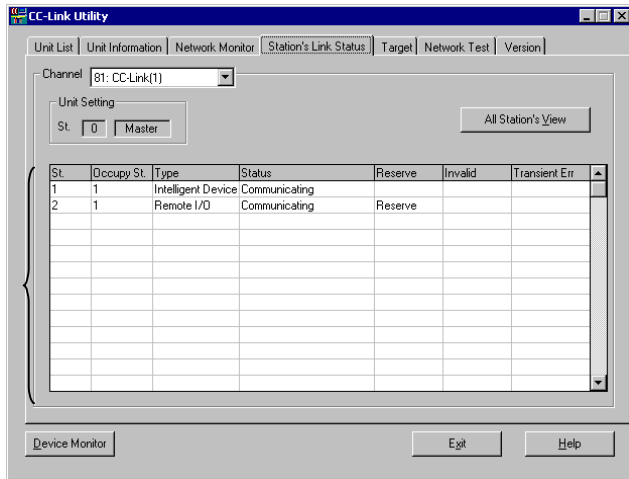 CC-Link Utility
Unit List Unit Information Network Monitor Station's Link Status Target Network Test Version
Channel 81: CC-Link(1)
Unit Setting
St. 0 Master
All Station's View
St. Occupy St. Type Status Reserve Invalid Transient Err
1 1 Intelligent Device Communicating
2 1 Remote I/O Communicating Reserve
Device Monitor Exit Help